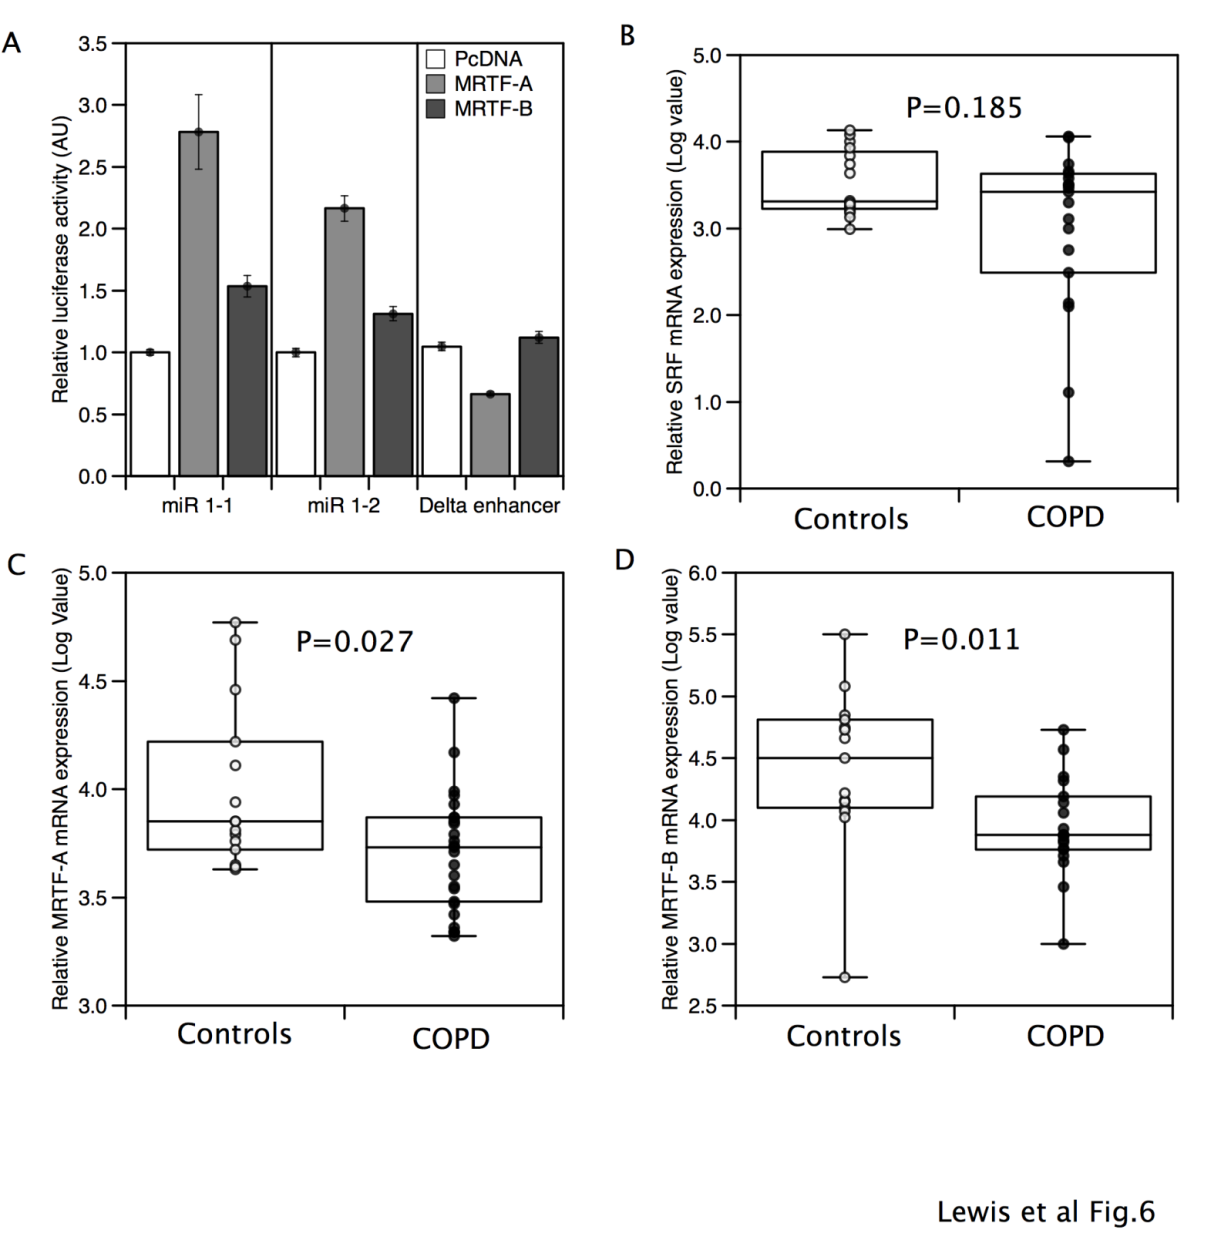 A
Relative luciferase activity (AU)
3.5
3.0
2.5
2.0
1.5
1.0
0.5
0.0
PcDNA
MRTF-A
MRTF-B
miR 1-1
miR 1-2
Delta enhancer
B
Relative SRF mRNA expression (Log value)
5.0
4.0
3.0
2.0
1.0
0.0
P=0.185
Controls
COPD
C
Relative MRTF-A mRNA expression (Log Value)
5.0
4.5
4.0
3.5
3.0
P=0.027
Controls
COPD
D
Relative MRTF-B mRNA expression (Log value)
6.0
5.5
5.0
4.5
4.0
3.5
3.0
2.5
P=0.011
Controls
COPD
Lewis et al Fig.6